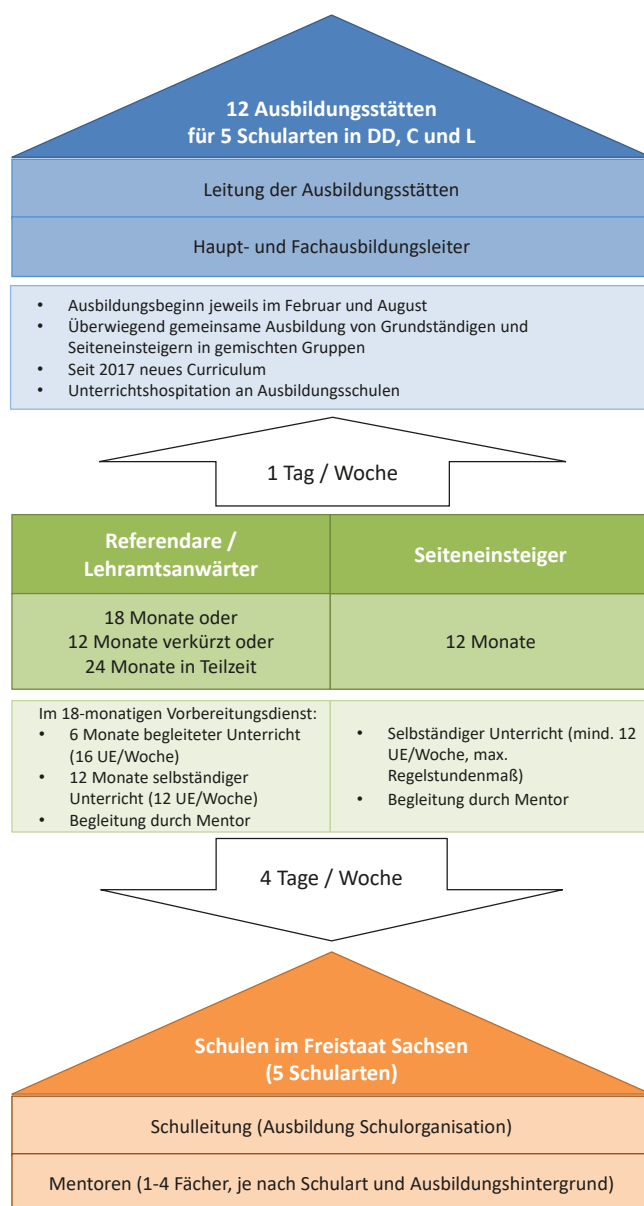 12 Ausbildungsstätten
für 5 Schularten in DD, C und L
Leitung der Ausbildungsstätten
Haupt- und Fachausbildungsleiter
• Ausbildungsbeginn jeweils im Februar und August
• Überwiegend gemeinsame Ausbildung von Grundständigen und
Seiteneinsteigern in gemischten Gruppen
• Seit 2017 neues Curriculum
• Unterrichtshospitation an Ausbildungsschulen
1 Tag / Woche
Referendare /
Lehramtsanwärter
Seiteneinsteiger
18 Monate oder
12 Monate verkürzt oder
24 Monate in Teilzeit
12 Monate
Im 18-monatigen Vorbereitungsdienst:
• 6 Monate begleiteter Unterricht
(16 UE/Woche)
• 12 Monate selbständiger
Unterricht (12 UE/Woche)
• Begleitung durch Mentor
• Selbständiger Unterricht (mind. 12
UE/Woche, max.
Regelstundenmaß)
• Begleitung durch Mentor
4 Tage / Woche
Schulen im Freistaat Sachsen
(5 Schularten)
Schulleitung (Ausbildung Schulorganisation)
Mentoren (1-4 Fächer, je nach Schulart und Ausbildungshintergrund)